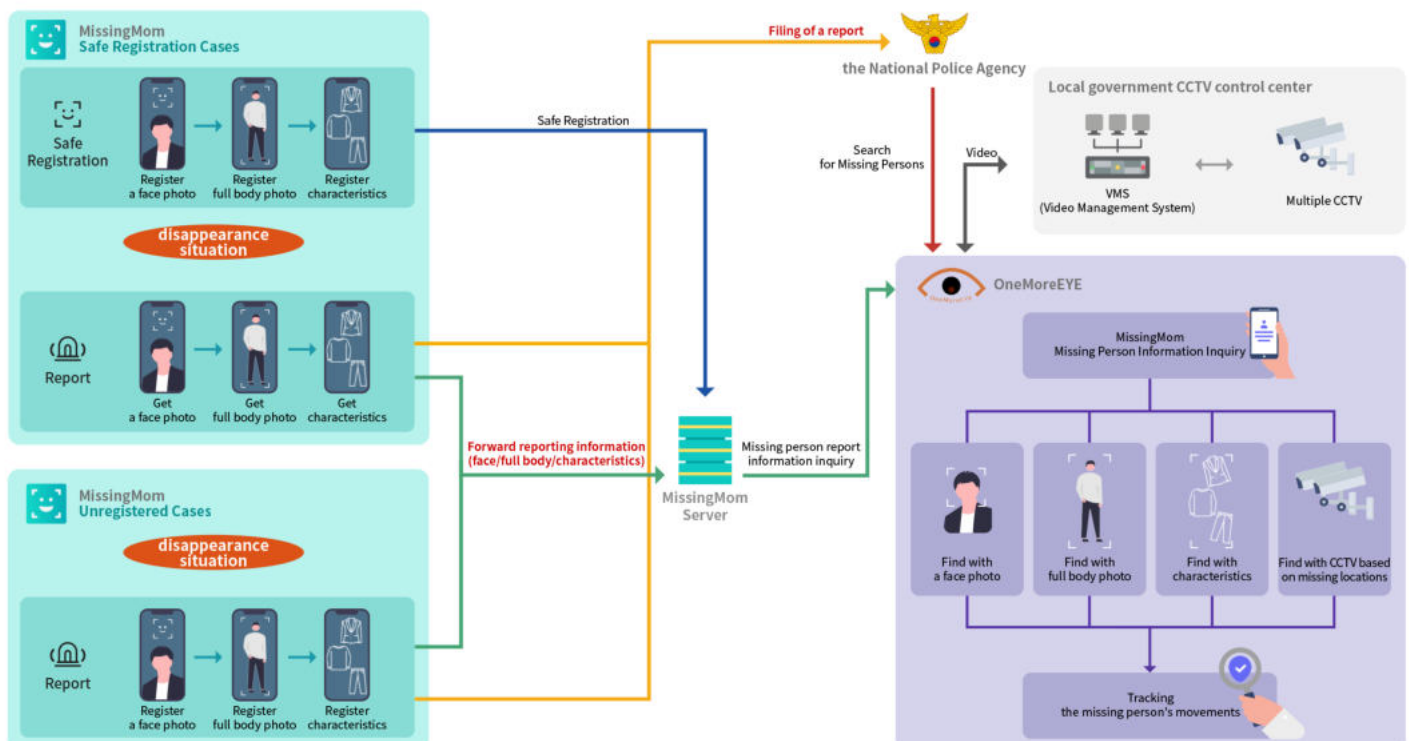 MissingMom
Safe Registration Cases
Safe
Registration
Register
a face photo
Register
full body photo
Register
characteristics
disappearance
situation
Report
Get
a face photo
Get
full body photo
Get
characteristics
MissingMom
Unregistered Cases
disappearance
situation
Report
Register
a face photo
Register
full body photo
Register
characteristics
Filing of a report
the National Police Agency
Safe Registration
Search
for Missing Persons
Video
Local government CCTV control center
VMS
(Video Management System)
Multiple CCTV
Forward reporting information
(face/full body/characteristics)
MissingMom
Server
Missing person report
information inquiry
OneMoreEYE
OneMoreEYE
MissingMom
Missing Person Information Inquiry
Find with
a face photo
Find with
full body photo
Find with
characteristics
Find with CCTV based
on missing locations
Tracking
the missing person's movements